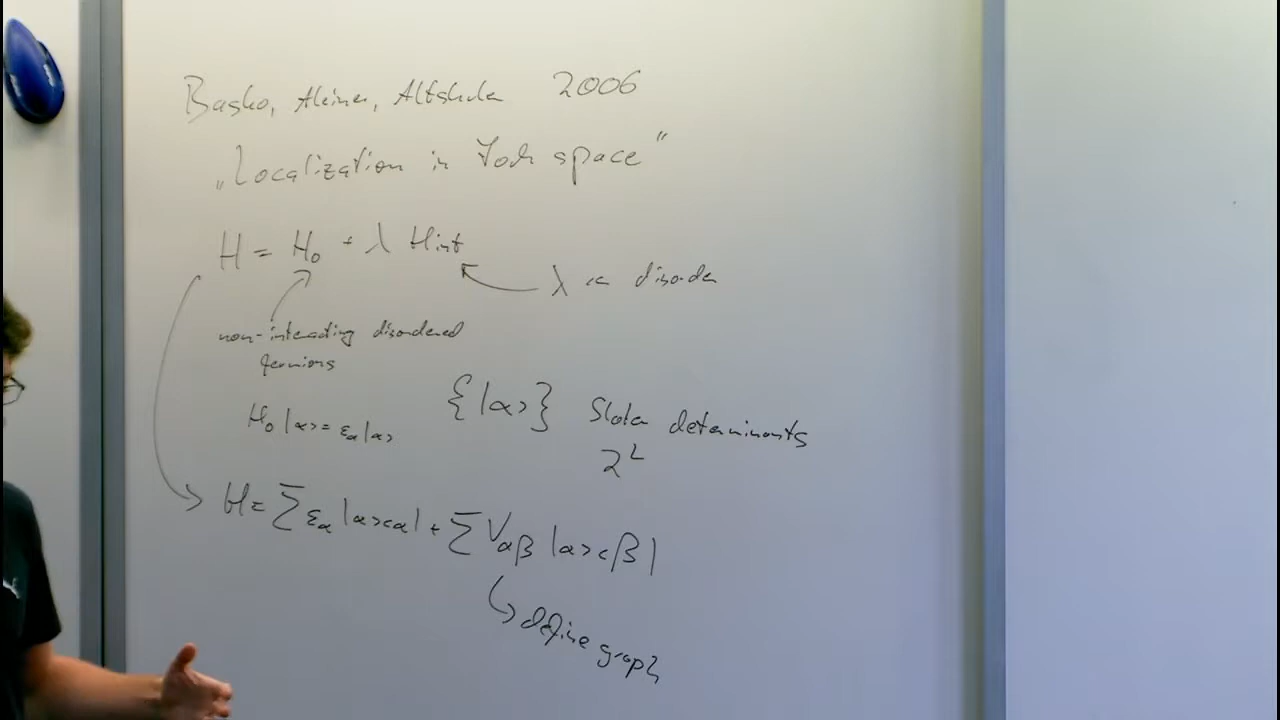 Basko, Aleiner, Altshuler 2006
„Localization in Fock space”
H = H₀ + λ Hint
λ << disorder
non-interacting disordered
fermions
{|α>} Slater determinants
H₀ |α> = εα |α>
2^L
H = Σ εα |α><α| + Σ Vαβ |α><β|
define graph